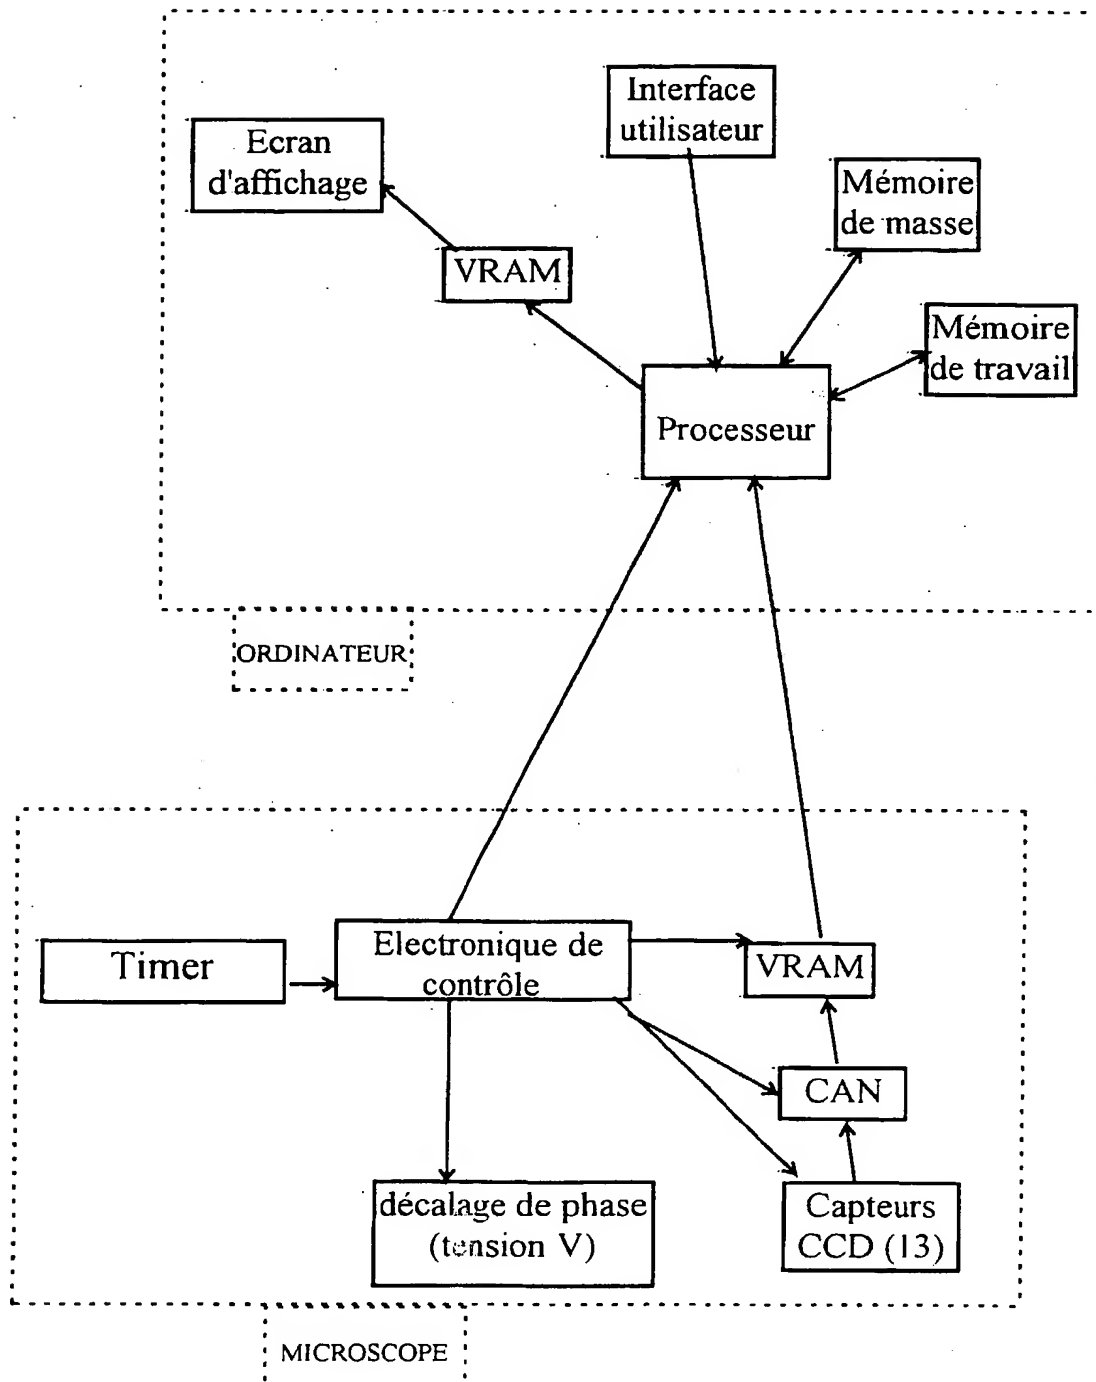 Interface
utilisateur
Ecran
d'affichage
Mémoire
de masse
VRAM
Mémoire
de travail
Processeur
ORDINATEUR
Timer
Electronique de
contrôle
VRAM
CAN
décalage de phase
(tension V)
Capteurs
CCD (13)
MICROSCOPE